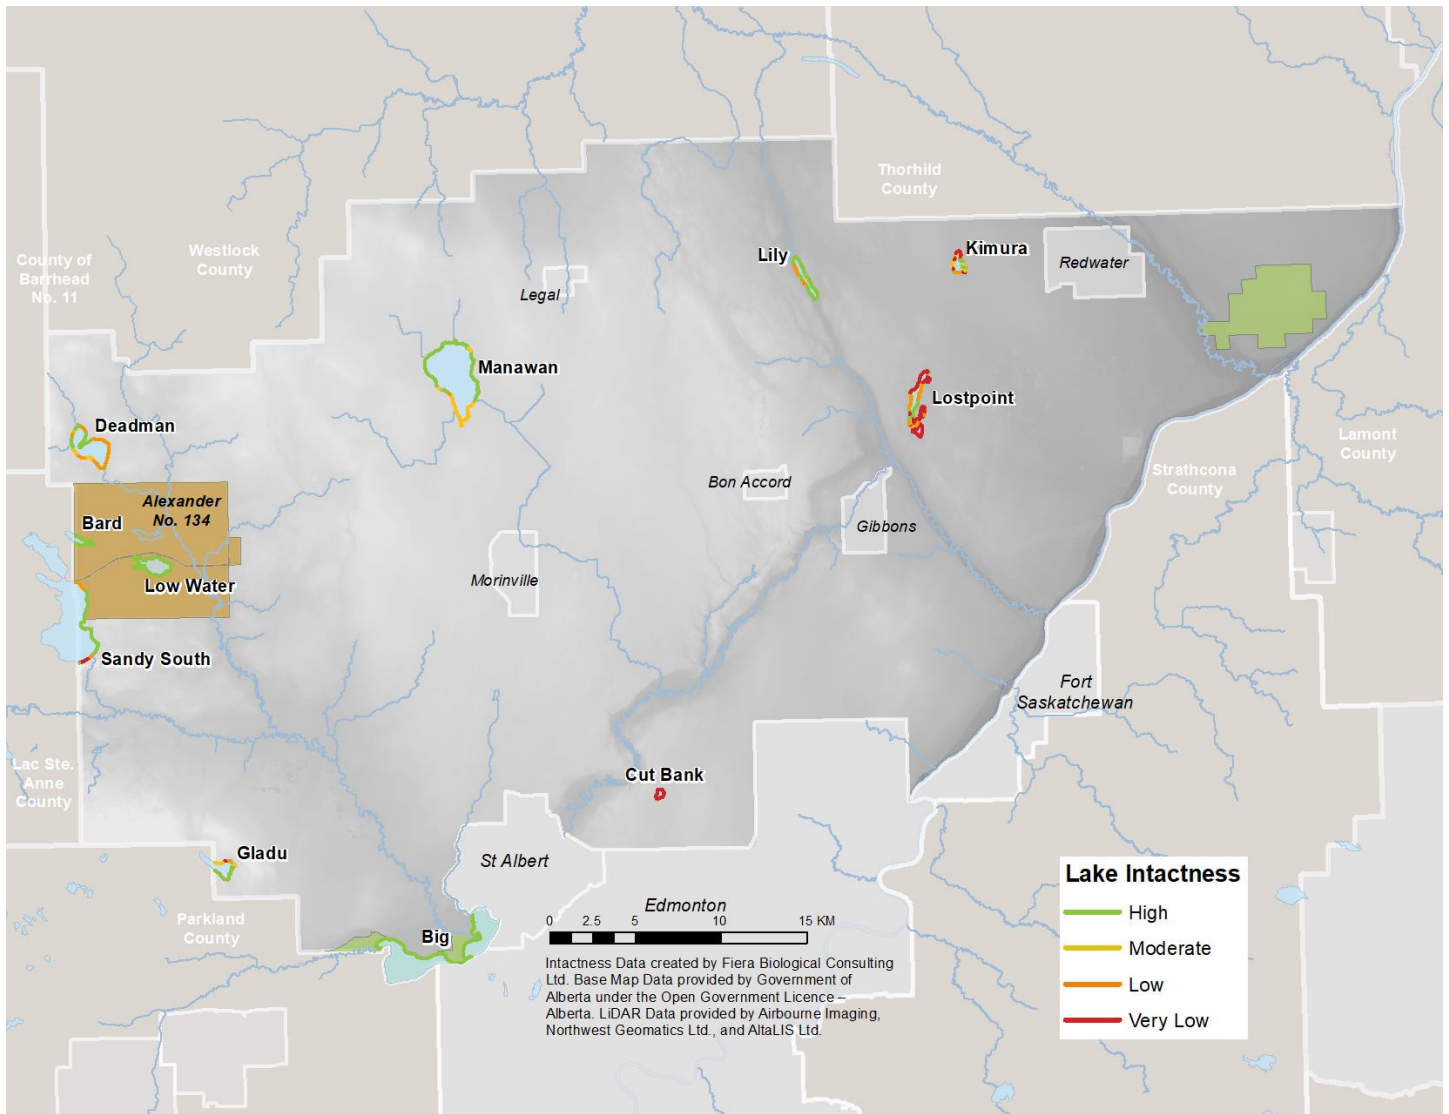 Thorhild
County
Westlock
County
County of
Barrhead
No. 11
Lily
Kimura
Redwater
Legal
Manawan
Lostpoint
Deadman
Lamont
County
Strathcona
County
Bon Accord
Alexander
No. 134
Bard
Gibbons
Morinville
Low Water
Sandy South
Fort
Saskatchewan
Lac Ste.
Anne
County
Cut Bank
Gladu
St Albert
Parkland
County
Big
Edmonton
0 2.5 5 10 15 KM
Intactness Data created by Fiera Biological Consulting
Ltd. Base Map Data provided by Government of
Alberta under the Open Government Licence –
Alberta. LiDAR Data provided by Airbourne Imaging,
Northwest Geomatics Ltd., and AltaLIS Ltd.
Lake Intactness
High
Moderate
Low
Very Low